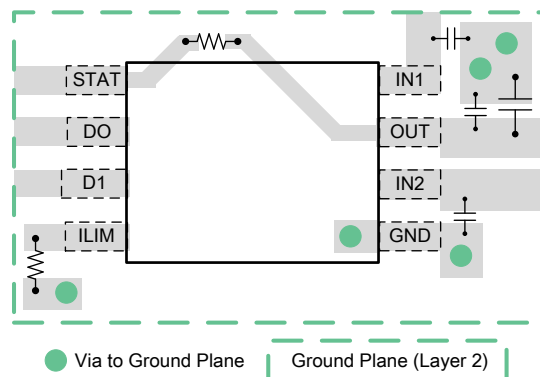 STAT
IN1
DO
OUT
D1
IN2
ILIM
GND
Via to Ground Plane
Ground Plane (Layer 2)